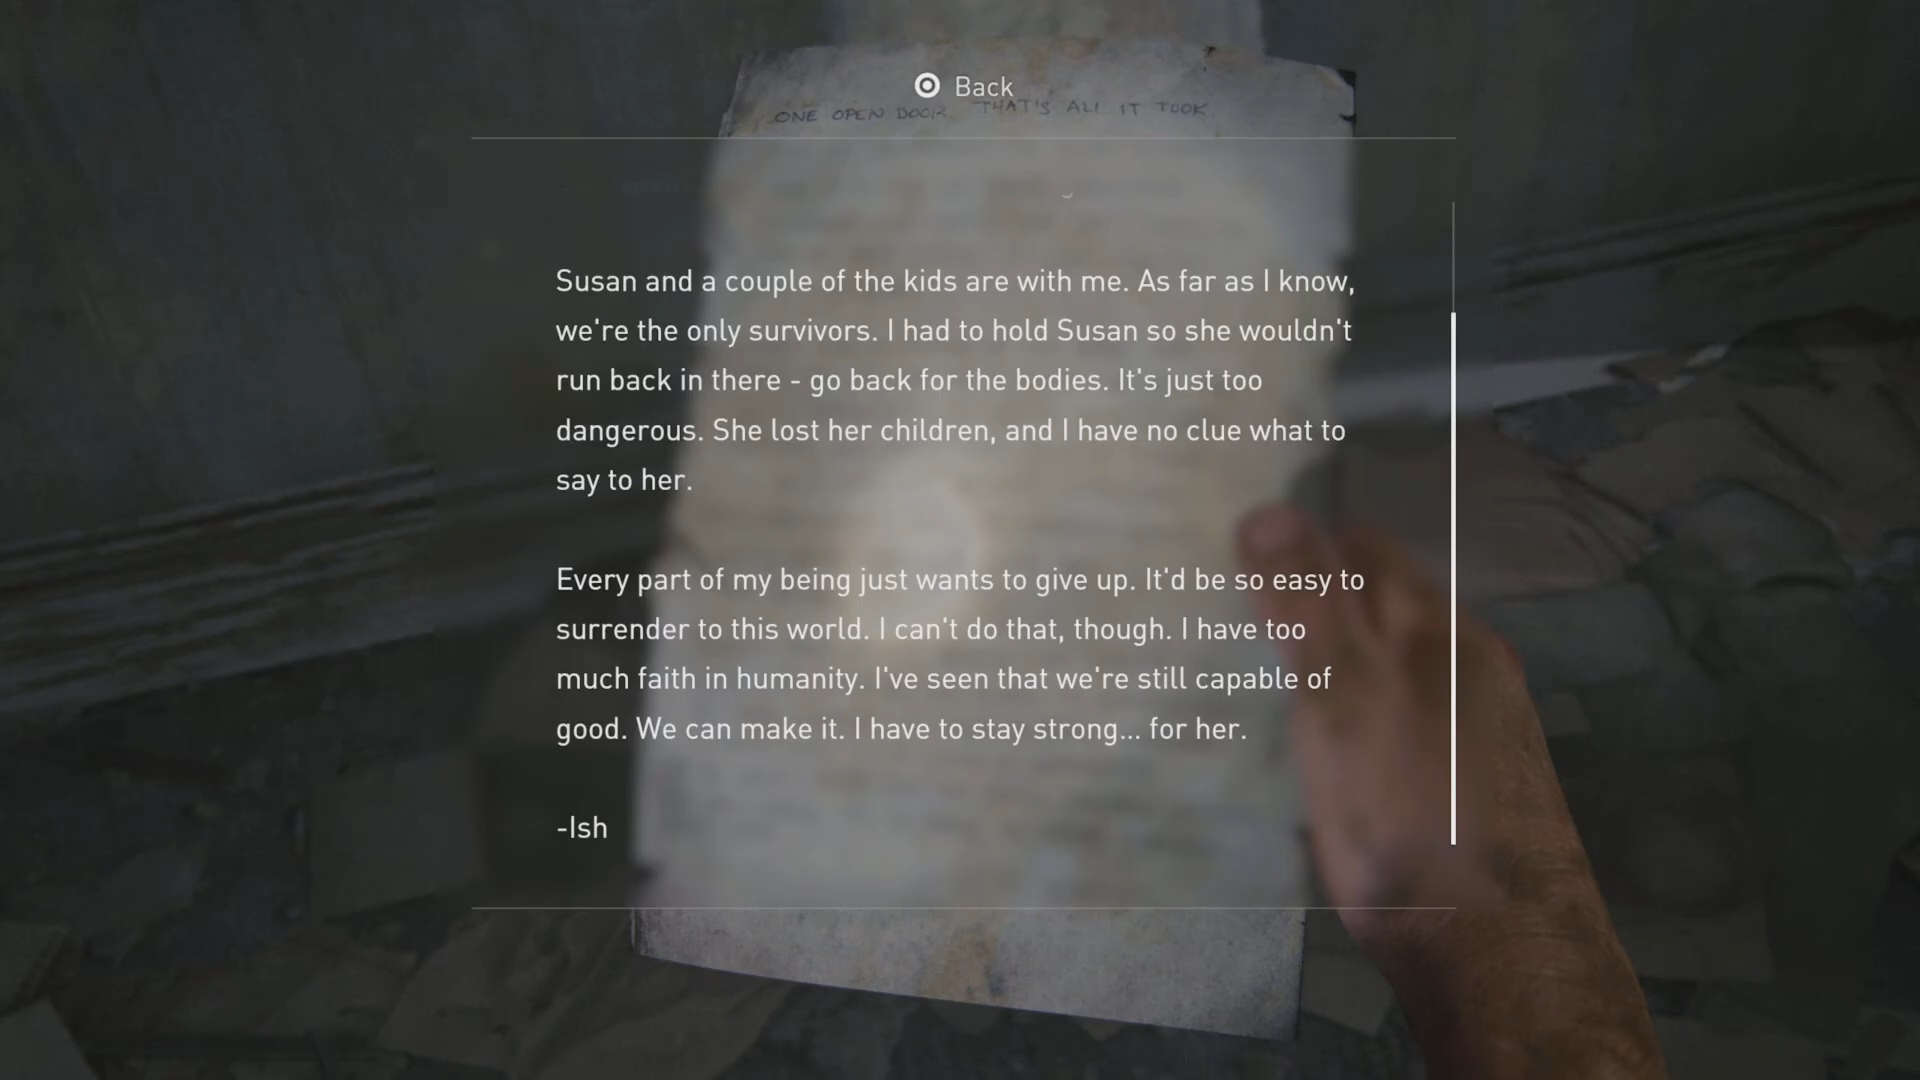 Back
ONE OPEN DOOR THAT'S ALL IT TOOK.
Susan and a couple of the kids are with me. As far as I know,
we're the only survivors. I had to hold Susan so she wouldn't
run back in there - go back for the bodies. It's just too
dangerous. She lost her children, and I have no clue what to
say to her.
Every part of my being just wants to give up. It'd be so easy to
surrender to this world. I can't do that, though. I have too
much faith in humanity. I've seen that we're still capable of
good. We can make it. I have to stay strong... for her.
-Ish